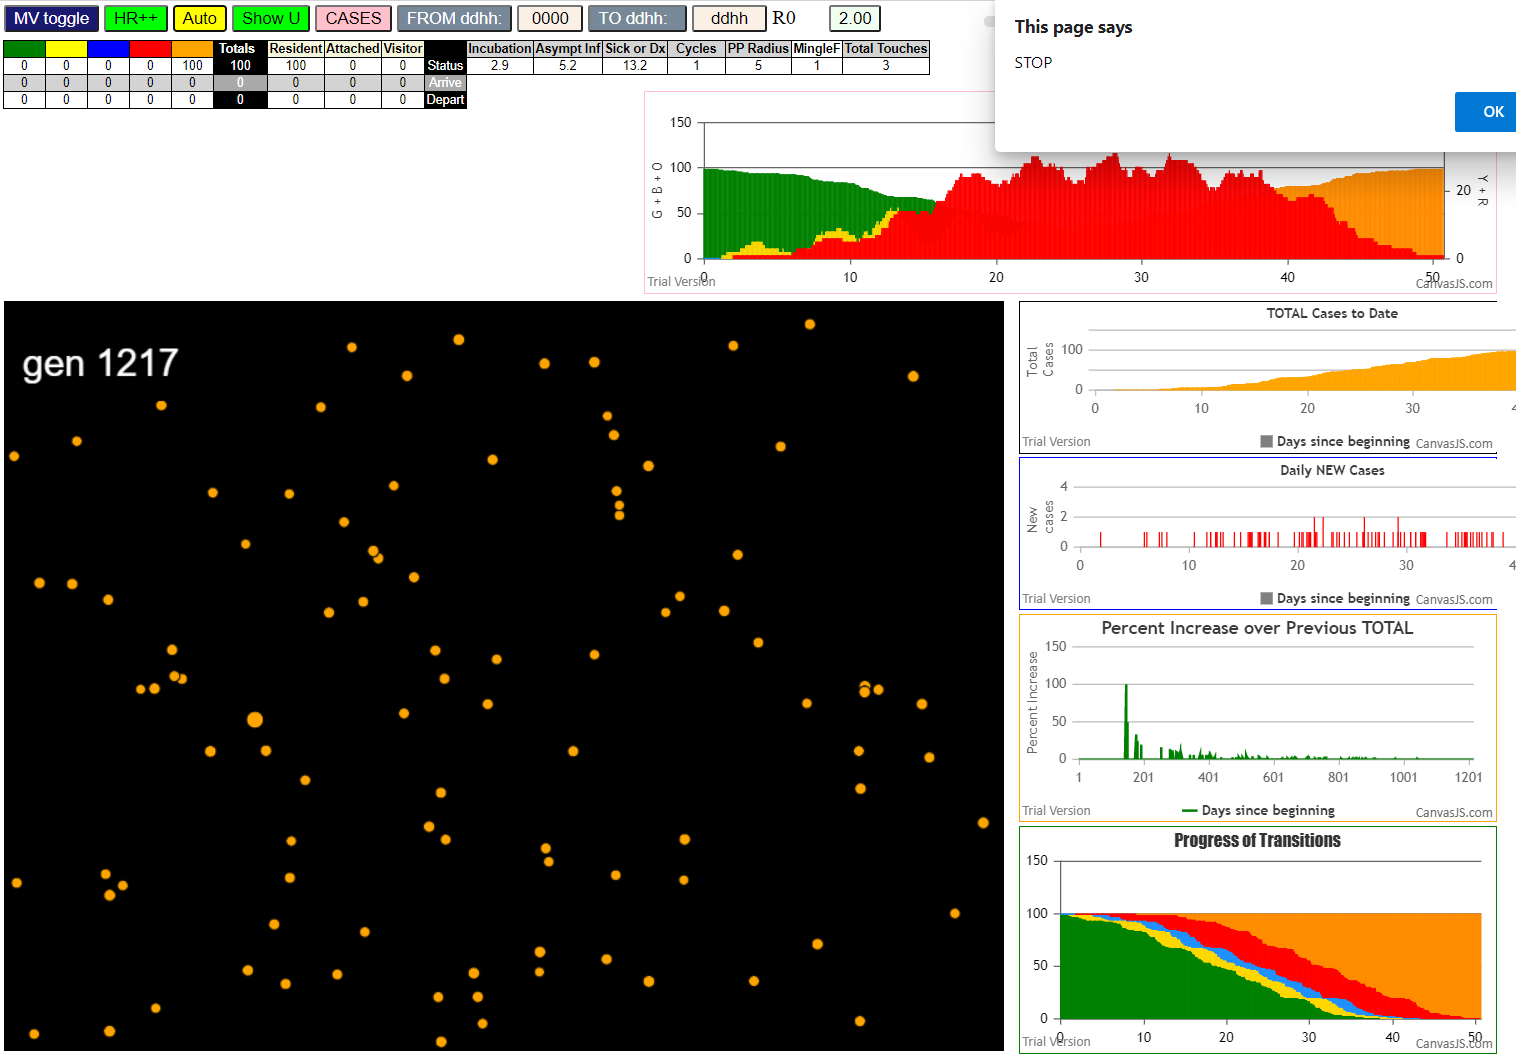 MV toggle HR++ Auto Show U CASES FROM ddhh: 0000 TO ddhh: ddhh R0 2.00
This page says
STOP
OK
Totals Resident Attached Visitor Incubation Asympt Inf Sick or Dx Cycles PP Radius MingleF Total Touches
0 0 0 0 100 100 100 0 0 Status 2.9 5.2 13.2 1 5 1 3
0 0 0 0 0 0 0 0 0 Arrive
0 0 0 0 0 0 0 0 0 Depart
150
100
50
0
G + B + O
20
0
Y + R
0 10 20 30 40 50
Trial Version
CanvasJS.com
gen 1217
TOTAL Cases to Date
Total
Cases
100
0
0 10 20 30 4
Days since beginning
Trial Version
CanvasJS.com
Daily NEW Cases
New
cases
4
2
0
0 10 20 30 4
Days since beginning
Trial Version
CanvasJS.com
Percent Increase over Previous TOTAL
Percent Increase
150
100
50
0
1 201 401 601 801 1001 1201
Days since beginning
Trial Version
CanvasJS.com
Progress of Transitions
150
100
50
0
0 10 20 30 40 50
Trial Version
CanvasJS.com